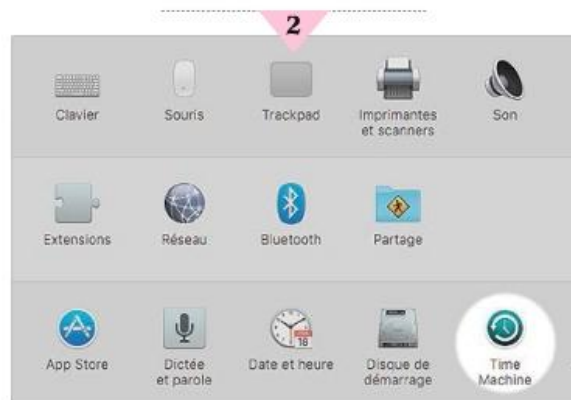 2
Clavier
Souris
Trackpad
Imprimantes
et scanners
Son
Extensions
Réseau
Bluetooth
Partage
App Store
Dictée
et parole
Date et heure
Disque de
démarrage
Time
Machine
18